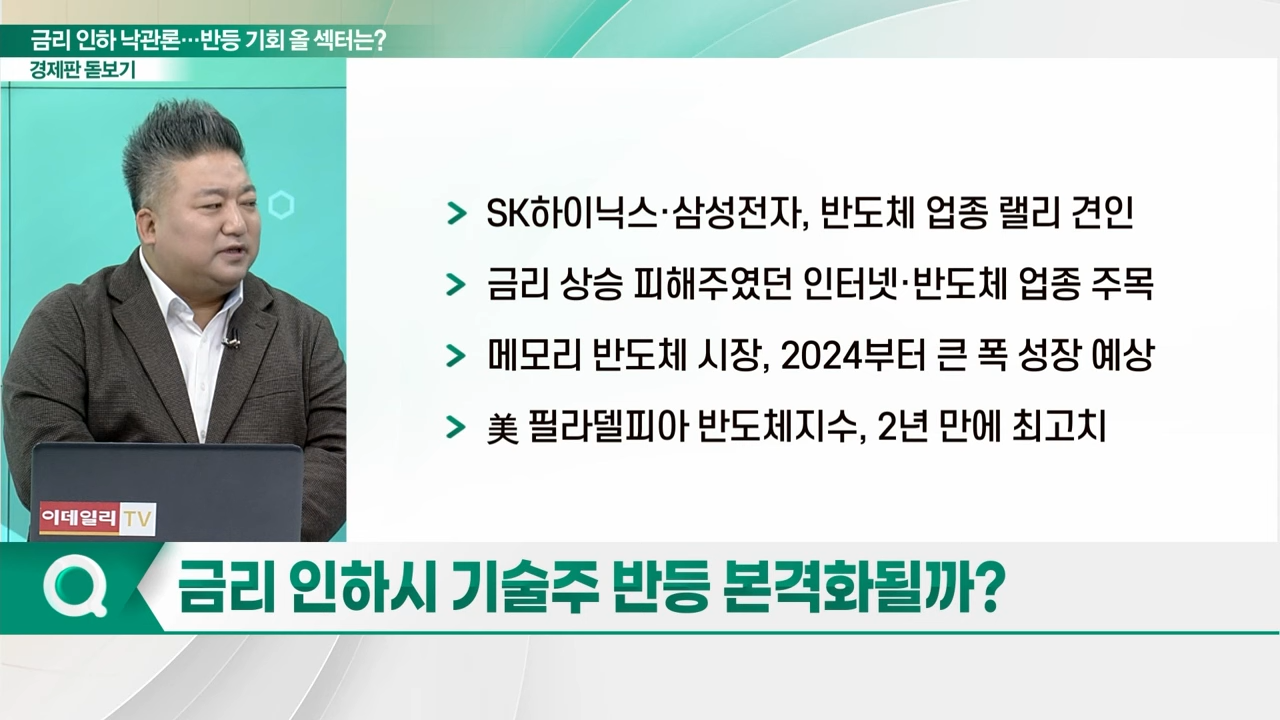 금리 인하 낙관론…반등 기회 올 섹터는?
경제판 돋보기
> SK하이닉스·삼성전자, 반도체 업종 랠리 견인
> 금리 상승 피해주였던 인터넷·반도체 업종 주목
> 메모리 반도체 시장, 2024부터 큰 폭 성장 예상
> 美 필라델피아 반도체지수, 2년 만에 최고치
이데일리 TV
Q 금리 인하시 기술주 반등 본격화될까?